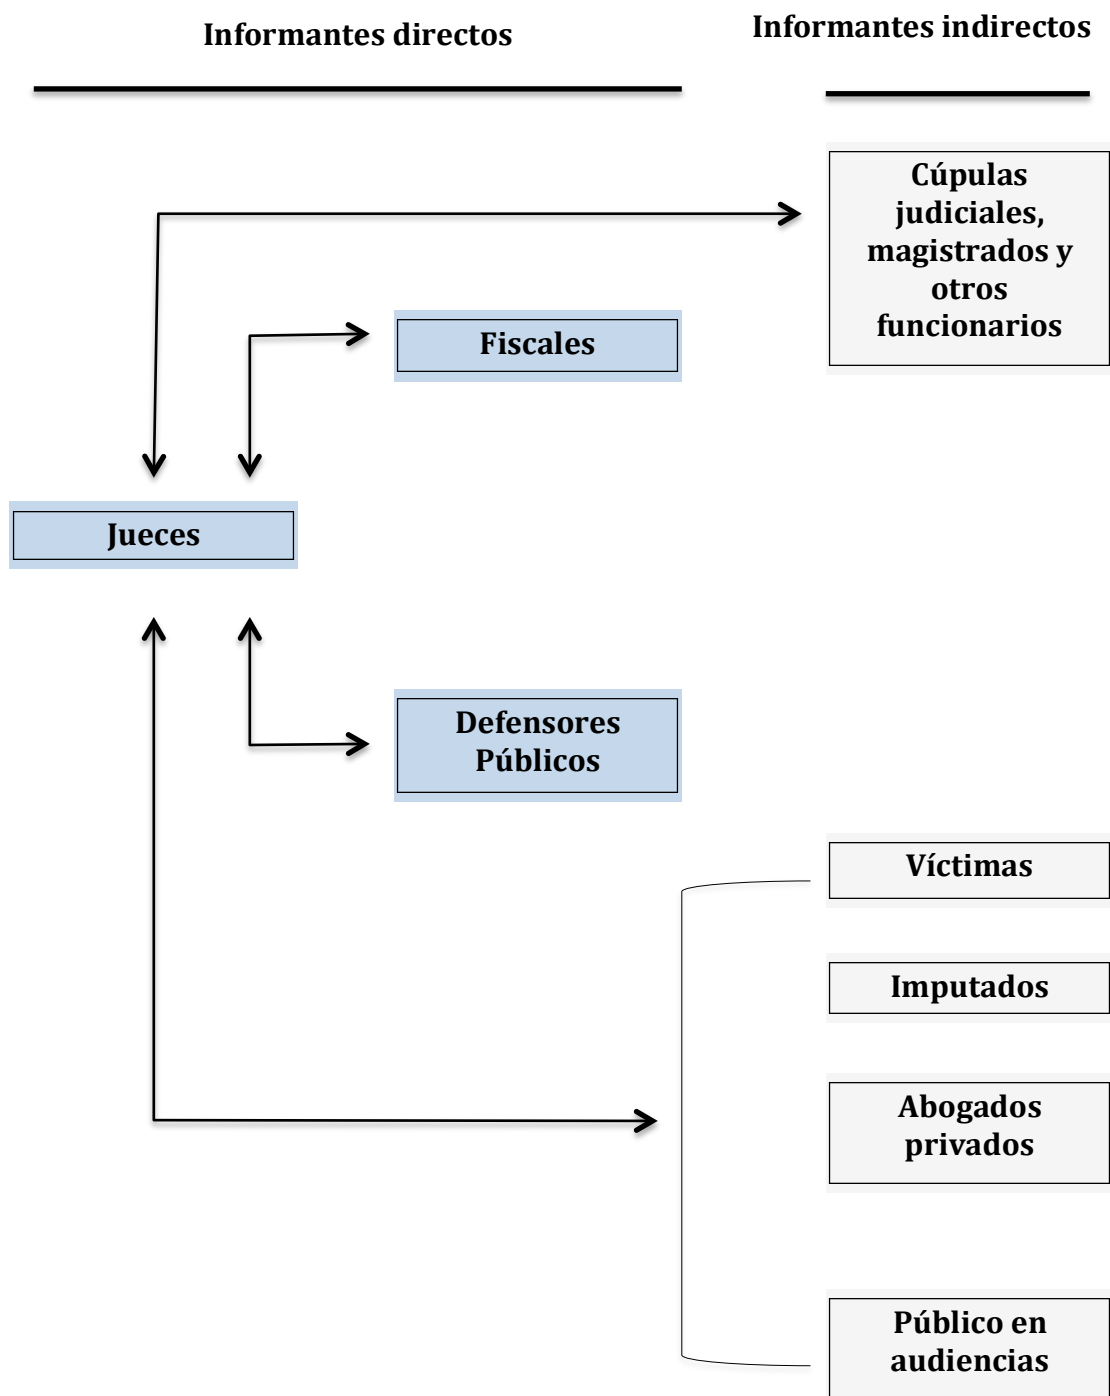 Informantes directos
Informantes indirectos
Cúpulas
judiciales,
magistrados y
otros
funcionarios
Fiscales
Jueces
Defensores
Públicos
Víctimas
Imputados
Abogados
privados
Público en
audiencias